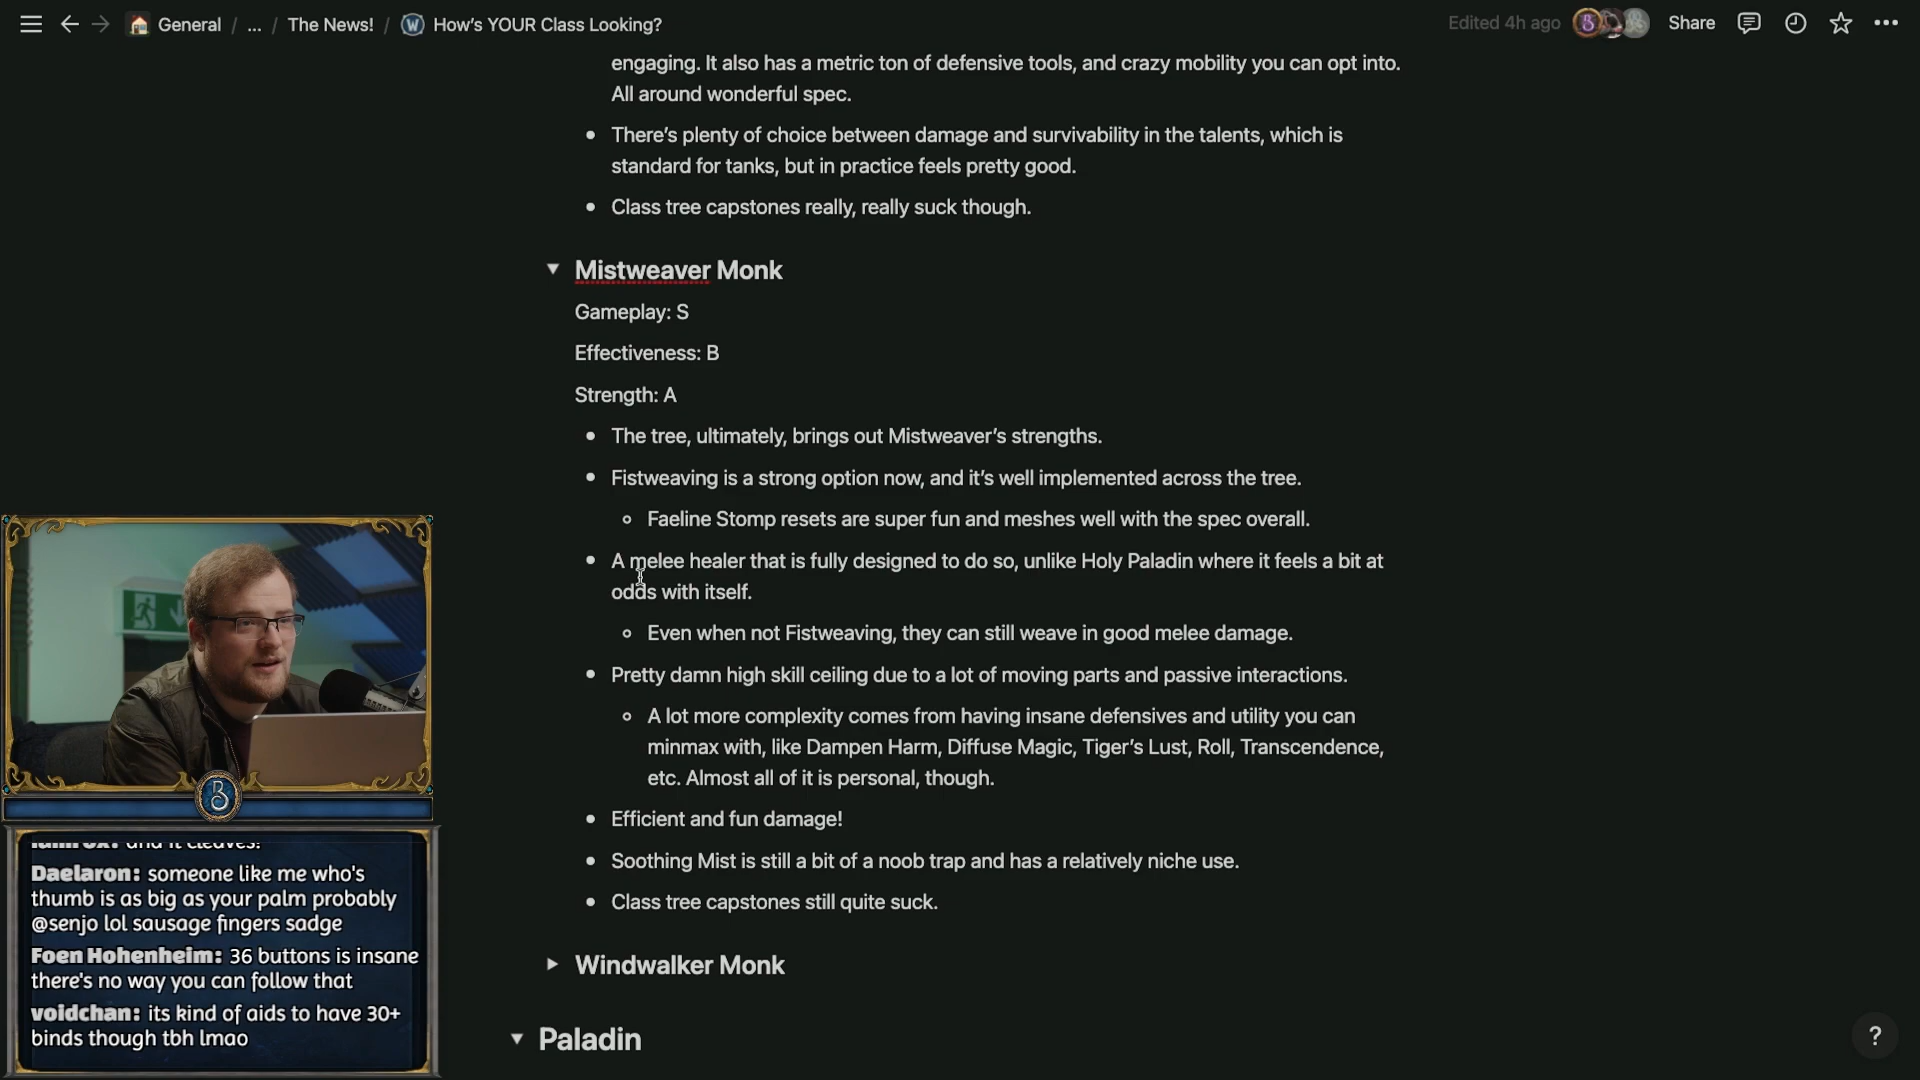 General / ... / The News! / How's YOUR Class Looking?
Edited 4h ago
Share
engaging. It also has a metric ton of defensive tools, and crazy mobility you can opt into.
All around wonderful spec.
There's plenty of choice between damage and survivability in the talents, which is
standard for tanks, but in practice feels pretty good.
Class tree capstones really, really suck though.
Mistweaver Monk
Gameplay: S
Effectiveness: B
Strength: A
The tree, ultimately, brings out Mistweaver's strengths.
Fistweaving is a strong option now, and it's well implemented across the tree.
Faeline Stomp resets are super fun and meshes well with the spec overall.
A melee healer that is fully designed to do so, unlike Holy Paladin where it feels a bit at
odds with itself.
Even when not Fistweaving, they can still weave in good melee damage.
Pretty damn high skill ceiling due to a lot of moving parts and passive interactions.
A lot more complexity comes from having insane defensives and utility you can
minmax with, like Dampen Harm, Diffuse Magic, Tiger's Lust, Roll, Transcendence,
etc. Almost all of it is personal, though.
Efficient and fun damage!
Soothing Mist is still a bit of a noob trap and has a relatively niche use.
Class tree capstones still quite suck.
Windwalker Monk
Paladin
?
B
and it cleaves!
Daelaron: someone like me who's
thumb is as big as your palm probably
@senjo lol sausage fingers sadge
Foen Hohenheim: 36 buttons is insane
there's no way you can follow that
voidchan: its kind of aids to have 30+
binds though tbh lmao